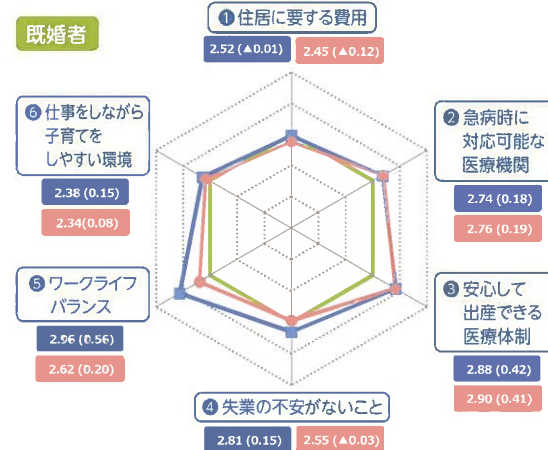 既婚者
❶住居に要する費用
2.52 (▲0.01) 2.45 (▲0.12)
❷急病時に
対応可能な
医療機関
2.74 (0.18)
2.76 (0.19)
❸安心して
出産できる
医療体制
2.88 (0.42)
2.90 (0.41)
❹失業の不安がないこと
2.81 (0.15) 2.55 (▲0.03)
❺ワークライフ
バランス
2.96 (0.56)
2.62 (0.20)
❻仕事をしながら
子育てを
しやすい環境
2.38 (0.15)
2.34(0.08)